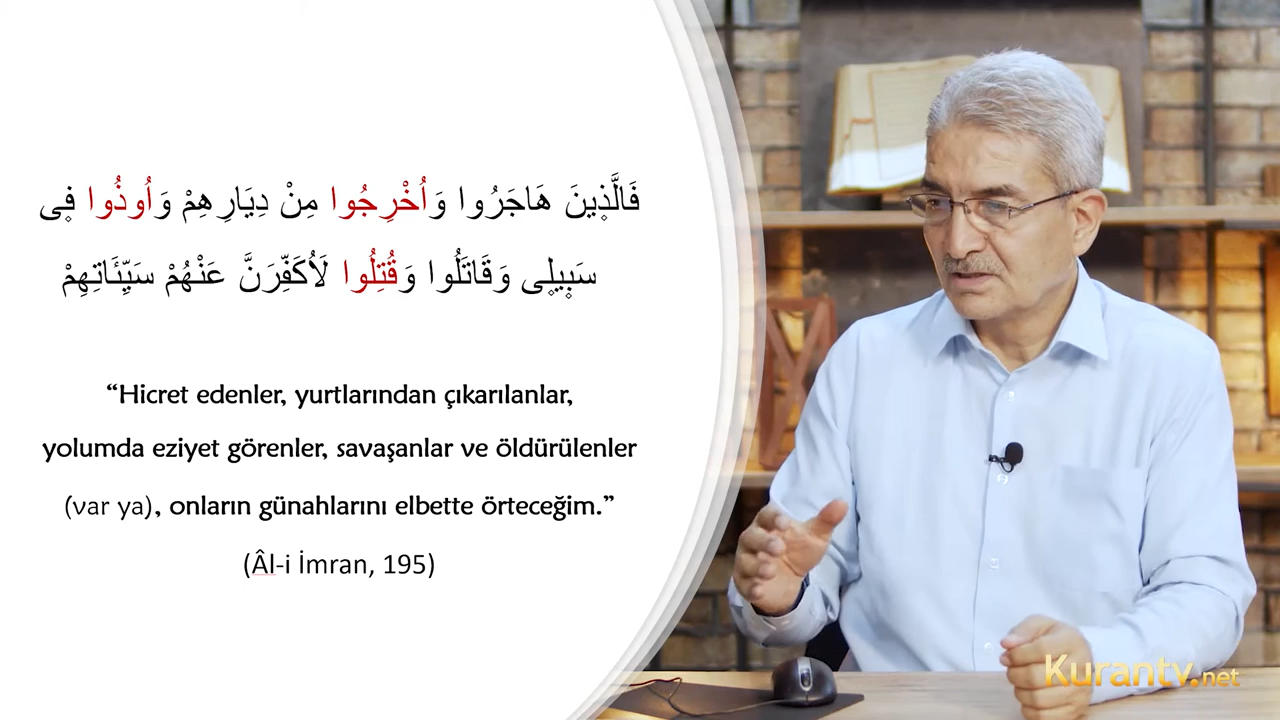 فَالَّذ۪ينَ هَاجَرُوا وَاُخْرِجُوا مِنْ دِيَارِهِمْ وَاُوذُوا ف۪ى
سَب۪يل۪ى وَقَاتَلُوا وَقُتِلُوا لَاُكَفِّرَنَّ عَنْهُمْ سَيِّئَاتِهِمْ
“Hicret edenler, yurtlarından çıkarılanlar,
yolumda eziyet görenler, savaşanlar ve öldürülenler
(var ya), onların günahlarını elbette örteceğim.”
(Âl-i İmran, 195)
Kurantv.net